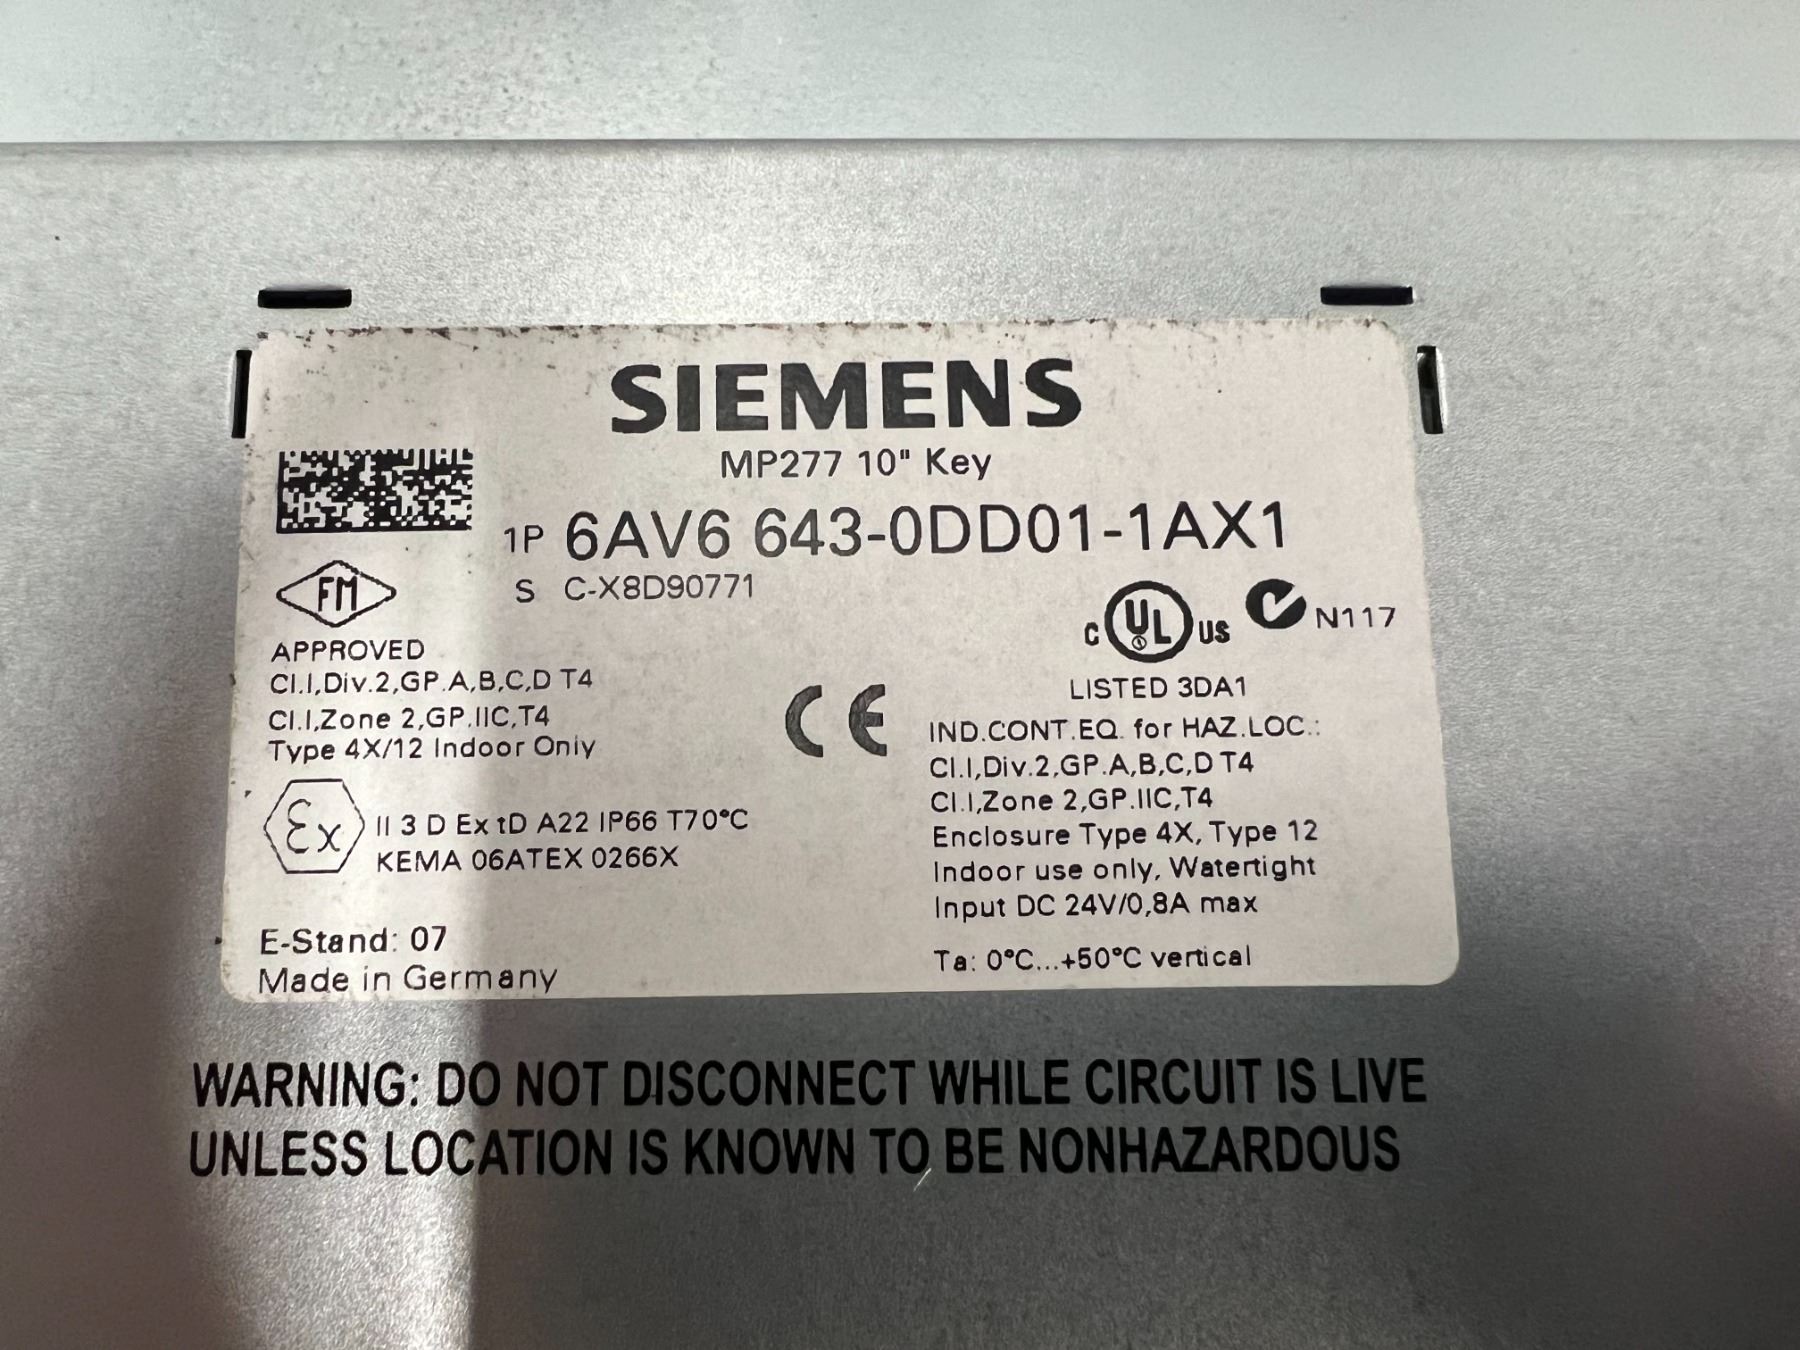 SIEMENS
MP277 10" Key
1P 6AV6 643-0DD01-1AX1
S C-X8D90771
FM
APPROVED
Cl.I,Div.2,GP.A,B,C,D T4
Cl.I,Zone 2,GP.IIC,T4
Type 4X/12 Indoor Only
Ex
II 3 D Ex tD A22 IP66 T70°C
KEMA 06ATEX 0266X
E-Stand: 07
Made in Germany
CE
C UL US N117
LISTED 3DA1
IND.CONT.EQ. for HAZ.LOC.:
Cl.I,Div.2,GP.A,B,C,D T4
Cl.I,Zone 2,GP.IIC,T4
Enclosure Type 4X, Type 12
Indoor use only, Watertight
Input DC 24V/0,8A max
Ta: 0°C...+50°C vertical
WARNING: DO NOT DISCONNECT WHILE CIRCUIT IS LIVE
UNLESS LOCATION IS KNOWN TO BE NONHAZARDOUS